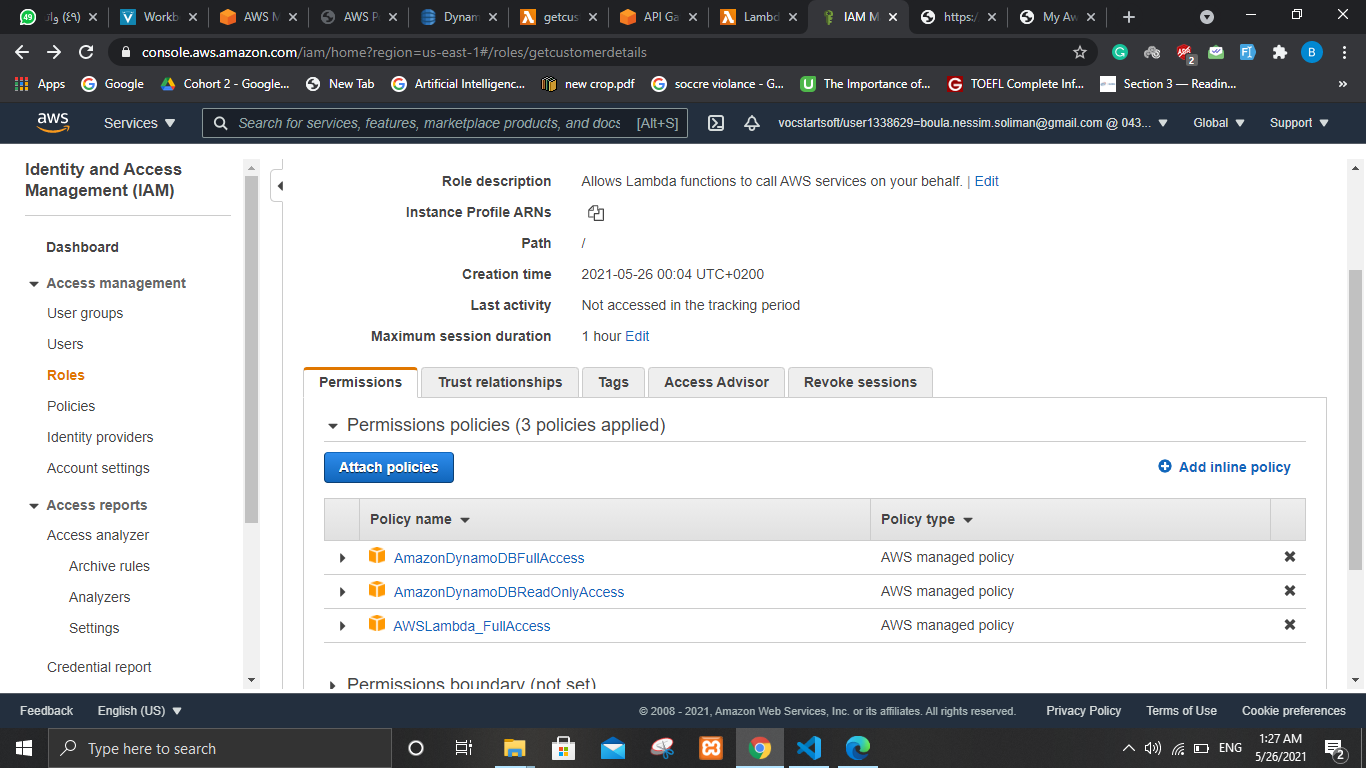 49 (٤٩) وات
Workb
AWS M
AWS P
Dynam
getcus
API Ga
Lambd
IAM M
https:/
My Aw
console.aws.amazon.com/iam/home?region=us-east-1#/roles/getcustomerdetails
2
B
Apps Google Cohort 2 - Google... New Tab Artificial Intelligenc... new crop.pdf soccre violance - G... The Importance of... TOEFL Complete Inf... Section 3 — Readin... »
aws Services Search for services, features, marketplace products, and docs [Alt+S] vocstartsoft/user1338629=boula.nessim.soliman@gmail.com @ 043... Global Support
Identity and Access
Management (IAM)
Dashboard
Access management
User groups
Users
Roles
Policies
Identity providers
Account settings
Access reports
Access analyzer
Archive rules
Analyzers
Settings
Credential report
Role description Allows Lambda functions to call AWS services on your behalf. | Edit
Instance Profile ARNs
Path /
Creation time 2021-05-26 00:04 UTC+0200
Last activity Not accessed in the tracking period
Maximum session duration 1 hour Edit
Permissions Trust relationships Tags Access Advisor Revoke sessions
Permissions policies (3 policies applied)
Attach policies Add inline policy
Policy name Policy type
AmazonDynamoDBFullAccess AWS managed policy
AmazonDynamoDBReadOnlyAccess AWS managed policy
AWSLambda_FullAccess AWS managed policy
Permissions boundary (not set)
Feedback English (US) © 2008 - 2021, Amazon Web Services, Inc. or its affiliates. All rights reserved. Privacy Policy Terms of Use Cookie preferences
Type here to search ENG 1:27 AM
5/26/2021 2